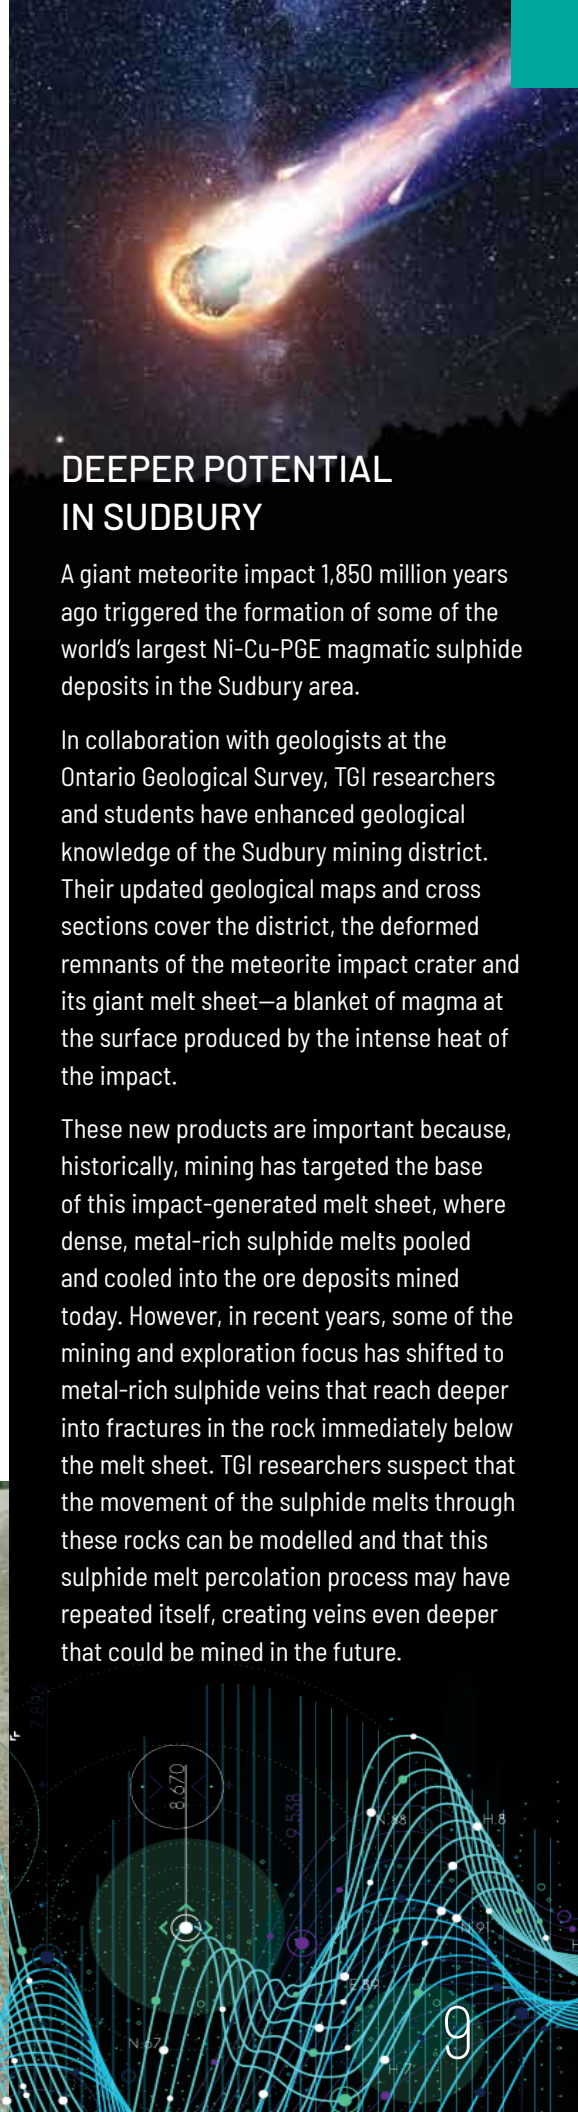 DEEPER POTENTIAL
IN SUDBURY
A giant meteorite impact 1,850 million years
ago triggered the formation of some of the
world's largest Ni-Cu-PGE magmatic sulphide
deposits in the Sudbury area.
In collaboration with geologists at the
Ontario Geological Survey, TGI researchers
and students have enhanced geological
knowledge of the Sudbury mining district.
Their updated geological maps and cross
sections cover the district, the deformed
remnants of the meteorite impact crater and
its giant melt sheet—a blanket of magma at
the surface produced by the intense heat of
the impact.
These new products are important because,
historically, mining has targeted the base
of this impact-generated melt sheet, where
dense, metal-rich sulphide melts pooled
and cooled into the ore deposits mined
today. However, in recent years, some of the
mining and exploration focus has shifted to
metal-rich sulphide veins that reach deeper
into fractures in the rock immediately below
the melt sheet. TGI researchers suspect that
the movement of the sulphide melts through
these rocks can be modelled and that this
sulphide melt percolation process may have
repeated itself, creating veins even deeper
that could be mined in the future.
7.896
8.670
9.538
N.88
H.8
N.91
E.89
N.67
H.7
9